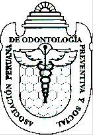 ASOCIACIÓN PERUANA
DE ODONTOLOGÍA
PREVENTIVA Y SOCIAL